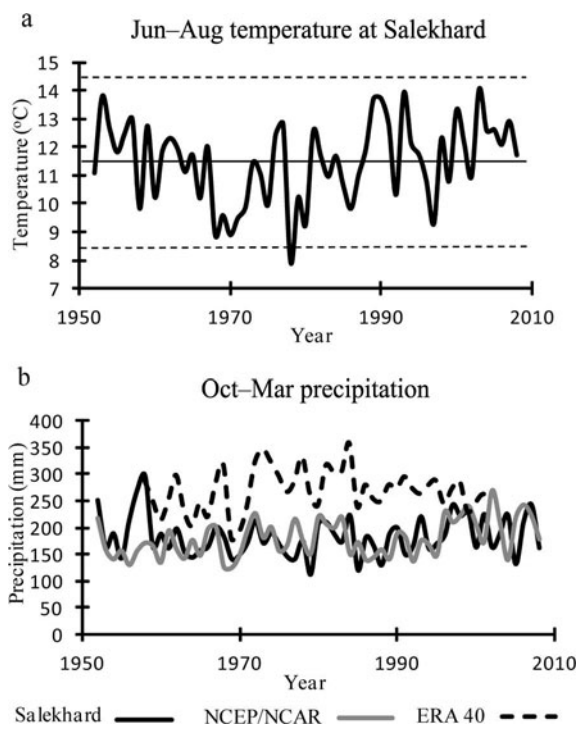 a
Jun–Aug temperature at Salekhard
15
14
13
12
11
10
9
8
7
Temperature (°C)
1950 1970 1990 2010
Year
b
Oct–Mar precipitation
400
350
300
250
200
150
100
50
0
Precipitation (mm)
1950 1970 1990 2010
Year
Salekhard NCEP/NCAR ERA 40